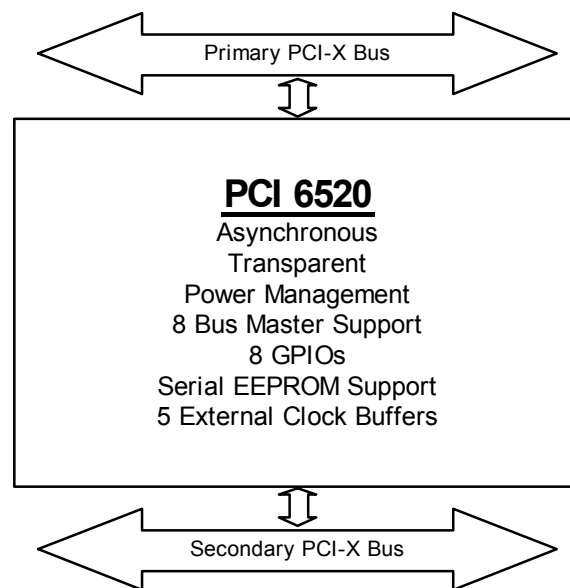 Primary PCI-X Bus
PCI 6520
Asynchronous
Transparent
Power Management
8 Bus Master Support
8 GPIOs
Serial EEPROM Support
5 External Clock Buffers
Secondary PCI-X Bus